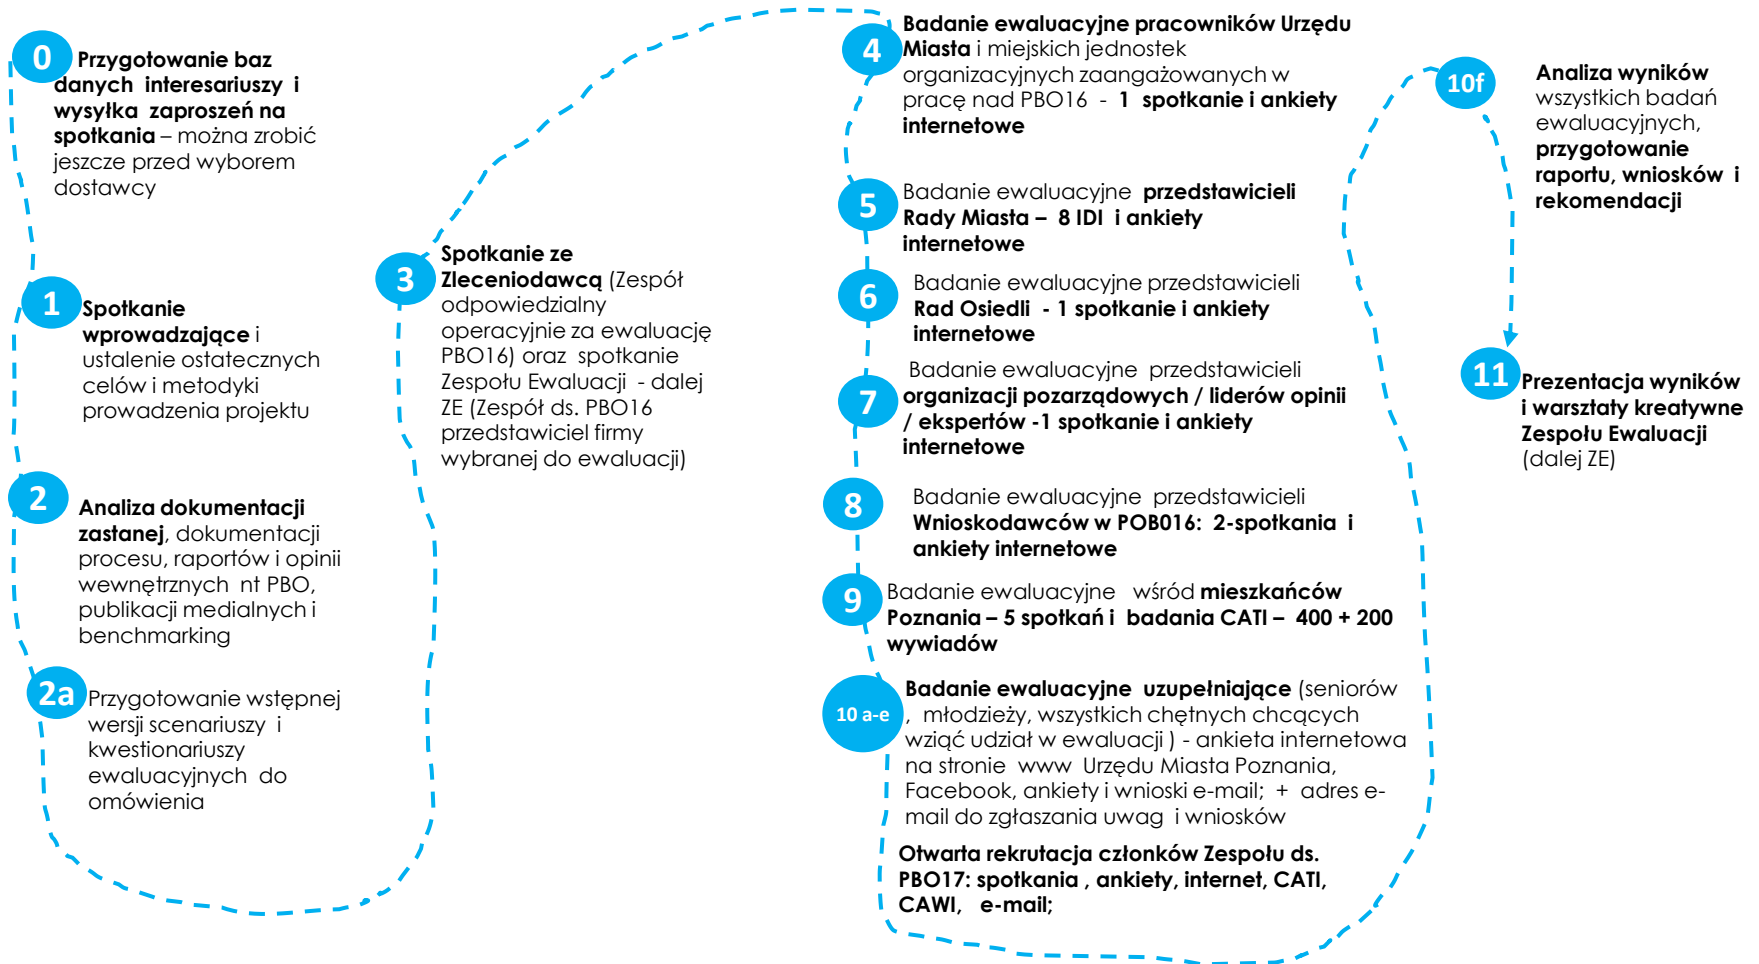 0
Przygotowanie baz
danych interesariuszy i
wysyłka zaproszeń na
spotkania – można zrobić
jeszcze przed wyborem
dostawcy
1
Spotkanie
wprowadzające i
ustalenie ostatecznych
celów i metodyki
prowadzenia projektu
2
Analiza dokumentacji
zastanej, dokumentacji
procesu, raportów i opinii
wewnętrznych nt PBO,
publikacji medialnych i
benchmarking
2a
Przygotowanie wstępnej
wersji scenariuszy i
kwestionariuszy
ewaluacyjnych do
omówienia
3
Spotkanie ze
Zleceniodawcą (Zespół
odpowiedzialny
operacyjnie za ewaluację
PBO16) oraz spotkanie
Zespołu Ewaluacji - dalej
ZE (Zespół ds. PBO16
przedstawiciel firmy
wybranej do ewaluacji)
4
Badanie ewaluacyjne pracowników Urzędu
Miasta i miejskich jednostek
organizacyjnych zaangażowanych w
pracę nad PBO16 - 1 spotkanie i ankiety
internetowe
5
Badanie ewaluacyjne przedstawicieli
Rady Miasta – 8 IDI i ankiety
internetowe
6
Badanie ewaluacyjne przedstawicieli
Rad Osiedli - 1 spotkanie i ankiety
internetowe
7
Badanie ewaluacyjne przedstawicieli
organizacji pozarządowych / liderów opinii
/ ekspertów -1 spotkanie i ankiety
internetowe
8
Badanie ewaluacyjne przedstawicieli
Wnioskodawców w POB016: 2-spotkania i
ankiety internetowe
9
Badanie ewaluacyjne wśród mieszkańców
Poznania – 5 spotkań i badania CATI – 400 + 200
wywiadów
10 a-e
Badanie ewaluacyjne uzupełniające (seniorów
, młodzieży, wszystkich chętnych chcących
wziąć udział w ewaluacji ) - ankieta internetowa
na stronie www Urzędu Miasta Poznania,
Facebook, ankiety i wnioski e-mail; + adres e-
mail do zgłaszania uwag i wniosków
Otwarta rekrutacja członków Zespołu ds.
PBO17: spotkania , ankiety, internet, CATI,
CAWI, e-mail;
10f
Analiza wyników
wszystkich badań
ewaluacyjnych,
przygotowanie
raportu, wniosków i
rekomendacji
11
Prezentacja wyników
i warsztaty kreatywne
Zespołu Ewaluacji
(dalej ZE)